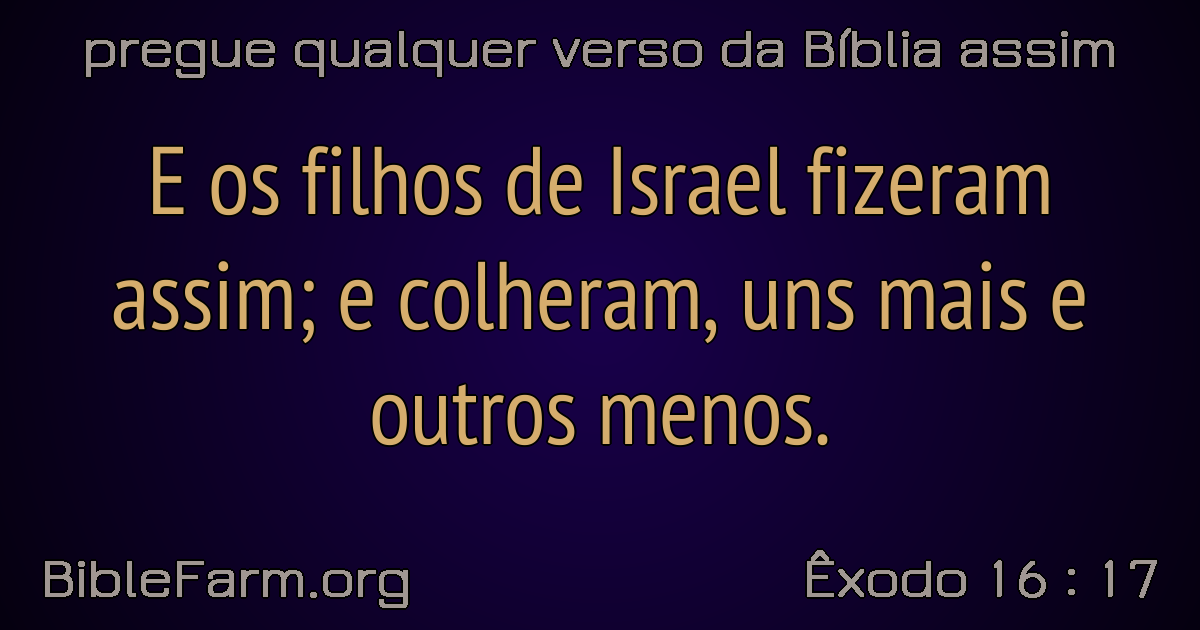 pregue qualquer verso da Bíblia assim
E os filhos de Israel fizeram
assim; e colheram, uns mais e
outros menos.
BibleFarm.org
Êxodo 16 : 17